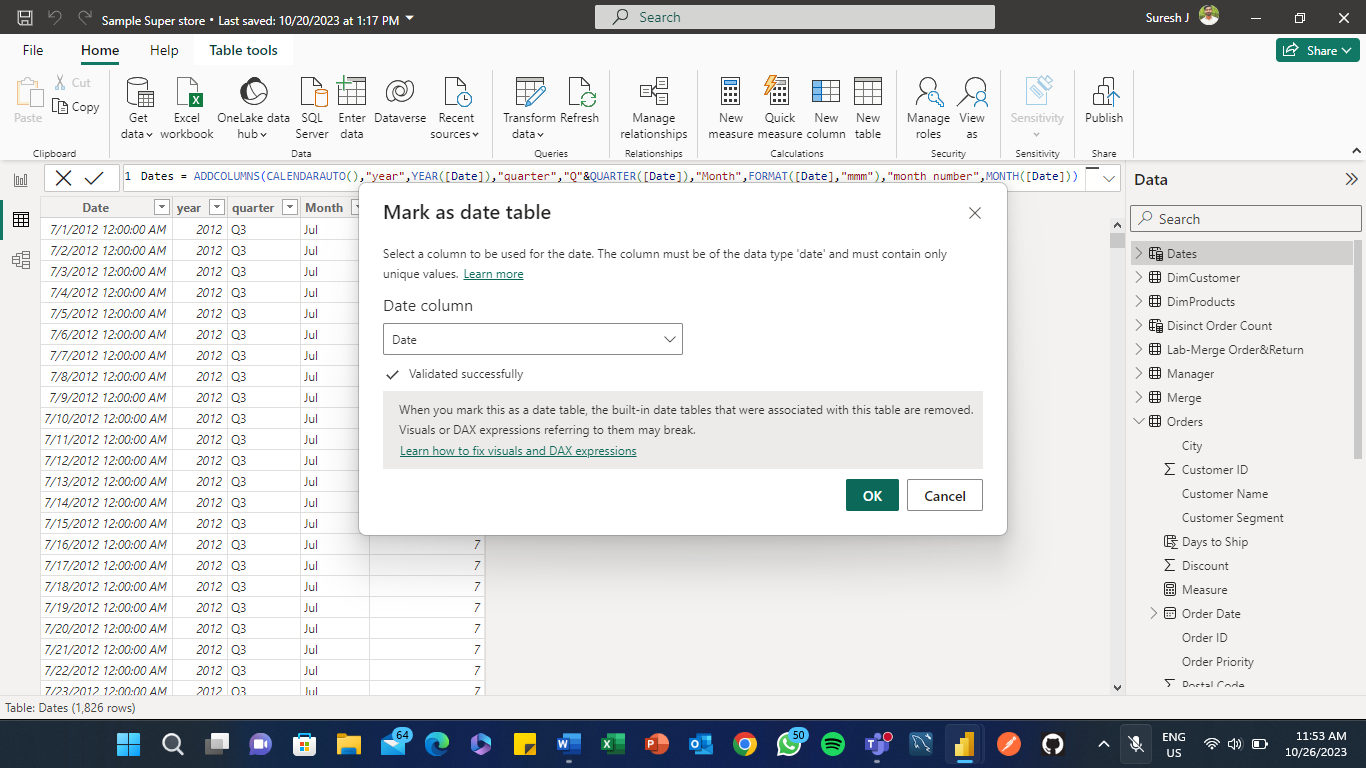 Sample Super store • Last saved: 10/20/2023 at 1:17 PM
Search
Suresh J
File
Home
Help
Table tools
Share
Paste
Cut
Copy
Get data
Excel workbook
OneLake data hub
SQL Server
Enter data
Dataverse
Recent sources
Transform data
Refresh
Manage relationships
New measure
Quick measure
New column
New table
Manage roles
View as
Sensitivity
Publish
Clipboard
Data
Queries
Relationships
Calculations
Security
Sensitivity
Share
1 Dates = ADDCOLUMNS(CALENDARAUTO(),"year",YEAR([Date]),"quarter","Q"&QUARTER([Date]),"Month",FORMAT([Date],"mmm"),"month number",MONTH([Date]))
Date year quarter Month
7/1/2012 12:00:00 AM 2012 Q3 Jul
7/2/2012 12:00:00 AM 2012 Q3 Jul
7/3/2012 12:00:00 AM 2012 Q3 Jul
7/4/2012 12:00:00 AM 2012 Q3 Jul
7/5/2012 12:00:00 AM 2012 Q3 Jul
7/6/2012 12:00:00 AM 2012 Q3 Jul
7/7/2012 12:00:00 AM 2012 Q3 Jul
7/8/2012 12:00:00 AM 2012 Q3 Jul
7/9/2012 12:00:00 AM 2012 Q3 Jul
7/10/2012 12:00:00 AM 2012 Q3 Jul
7/11/2012 12:00:00 AM 2012 Q3 Jul
7/12/2012 12:00:00 AM 2012 Q3 Jul
7/13/2012 12:00:00 AM 2012 Q3 Jul
7/14/2012 12:00:00 AM 2012 Q3 Jul
7/15/2012 12:00:00 AM 2012 Q3 Jul
7/16/2012 12:00:00 AM 2012 Q3 Jul 7
7/17/2012 12:00:00 AM 2012 Q3 Jul 7
7/18/2012 12:00:00 AM 2012 Q3 Jul 7
7/19/2012 12:00:00 AM 2012 Q3 Jul 7
7/20/2012 12:00:00 AM 2012 Q3 Jul 7
7/21/2012 12:00:00 AM 2012 Q3 Jul 7
7/22/2012 12:00:00 AM 2012 Q3 Jul 7
7/23/2012 12:00:00 AM 2012 Q3 Jul 7
Mark as date table
Select a column to be used for the date. The column must be of the data type 'date' and must contain only
unique values. Learn more
Date column
Date
Validated successfully
When you mark this as a date table, the built-in date tables that were associated with this table are removed.
Visuals or DAX expressions referring to them may break.
Learn how to fix visuals and DAX expressions
OK
Cancel
Data
Search
Dates
DimCustomer
DimProducts
Disinct Order Count
Lab-Merge Order&Return
Manager
Merge
Orders
City
Customer ID
Customer Name
Customer Segment
Days to Ship
Discount
Measure
Order Date
Order ID
Order Priority
Postal Code
Table: Dates (1,826 rows)
64
50
ENG
US
11:53 AM
10/26/2023